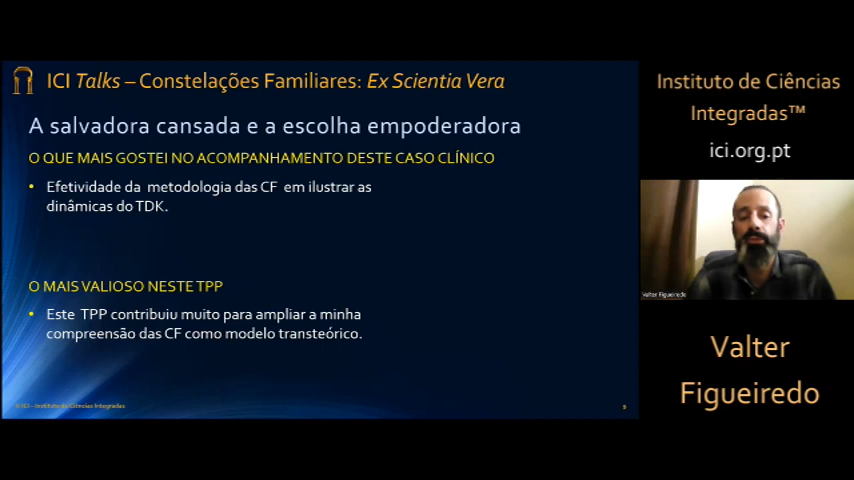 ICI Talks – Constelações Familiares: Ex Scientia Vera
A salvadora cansada e a escolha empoderadora
O QUE MAIS GOSTEI NO ACOMPANHAMENTO DESTE CASO CLÍNICO
• Efetividade da metodologia das CF em ilustrar as
dinâmicas do TDK.
O MAIS VALIOSO NESTE TPP
• Este TPP contribuiu muito para ampliar a minha
compreensão das CF como modelo transteórico.
© ICI – Instituto de Ciências Integradas
9
Instituto de Ciências
Integradas™
ici.org.pt
Valter Figueiredo
Valter
Figueiredo